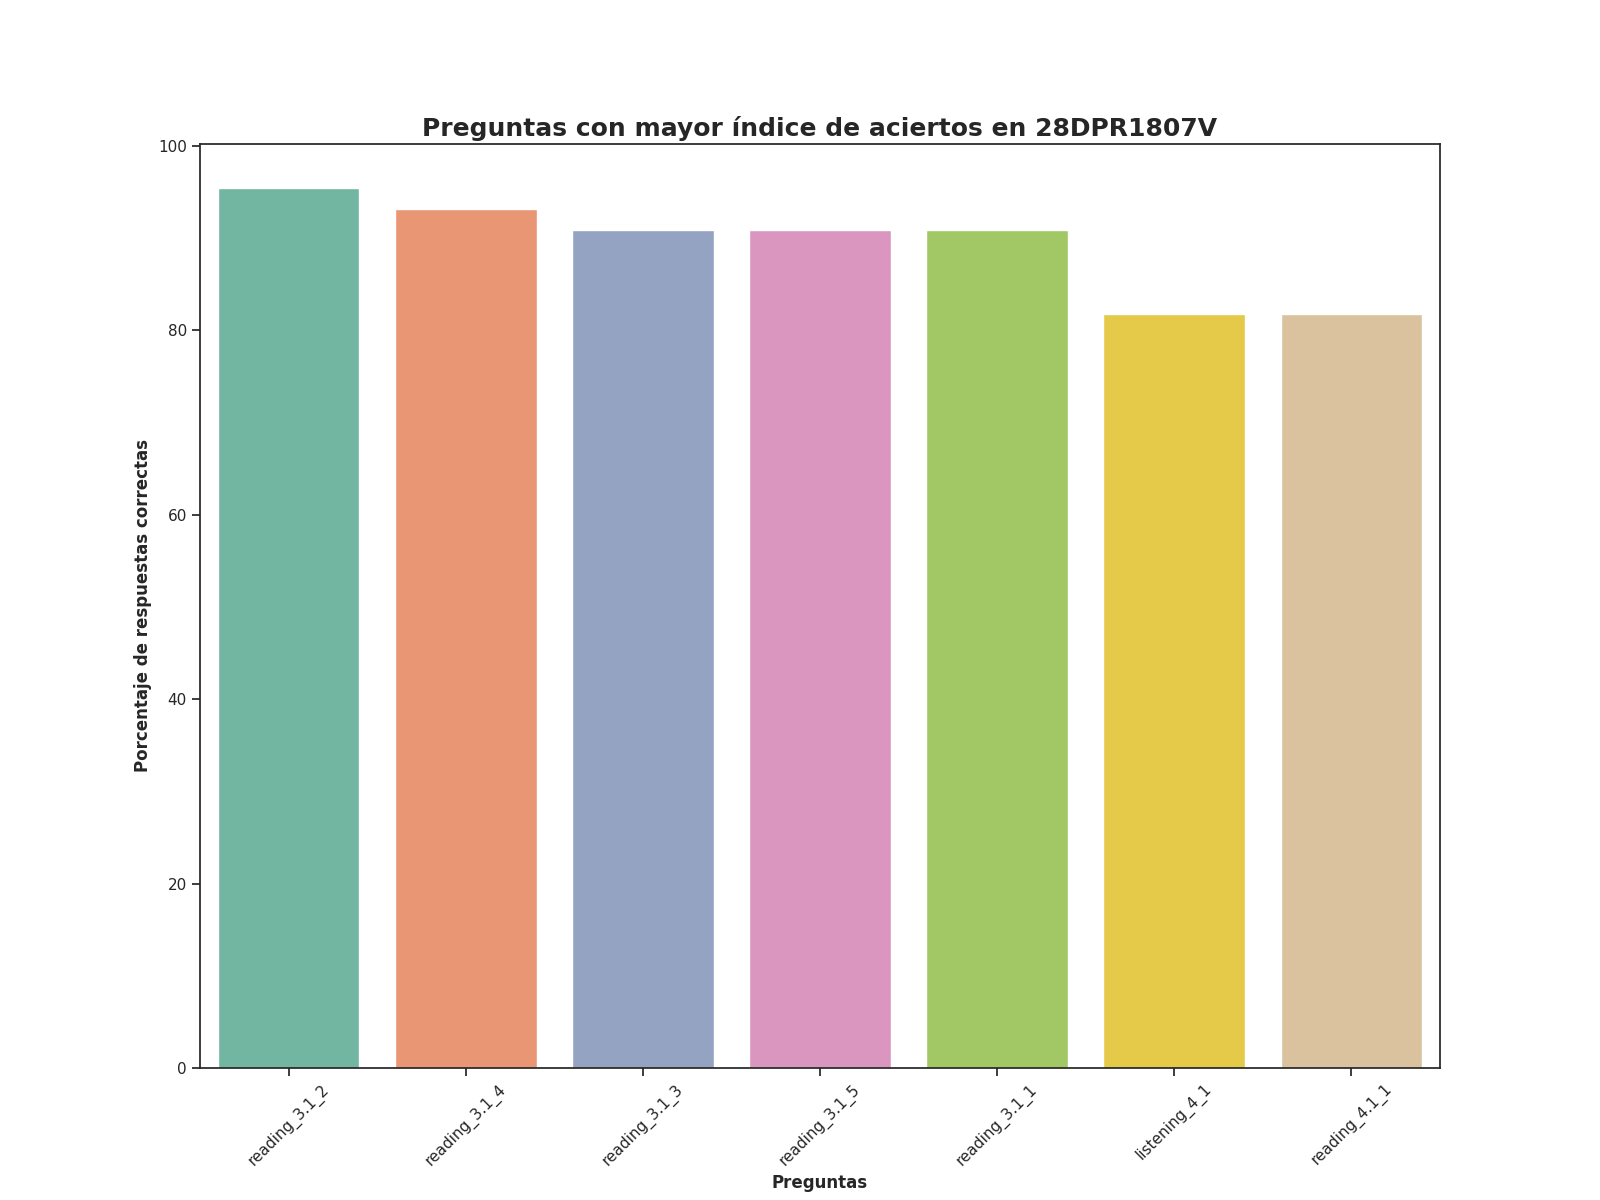 Preguntas con mayor índice de aciertos en 28DPR1807V
Porcentaje de respuestas correctas
100
80
60
40
20
0
reading_3.1_2
reading_3.1_4
reading_3.1_3
reading_3.1_5
reading_3.1_1
listening_4_1
reading_4.1_1
Preguntas